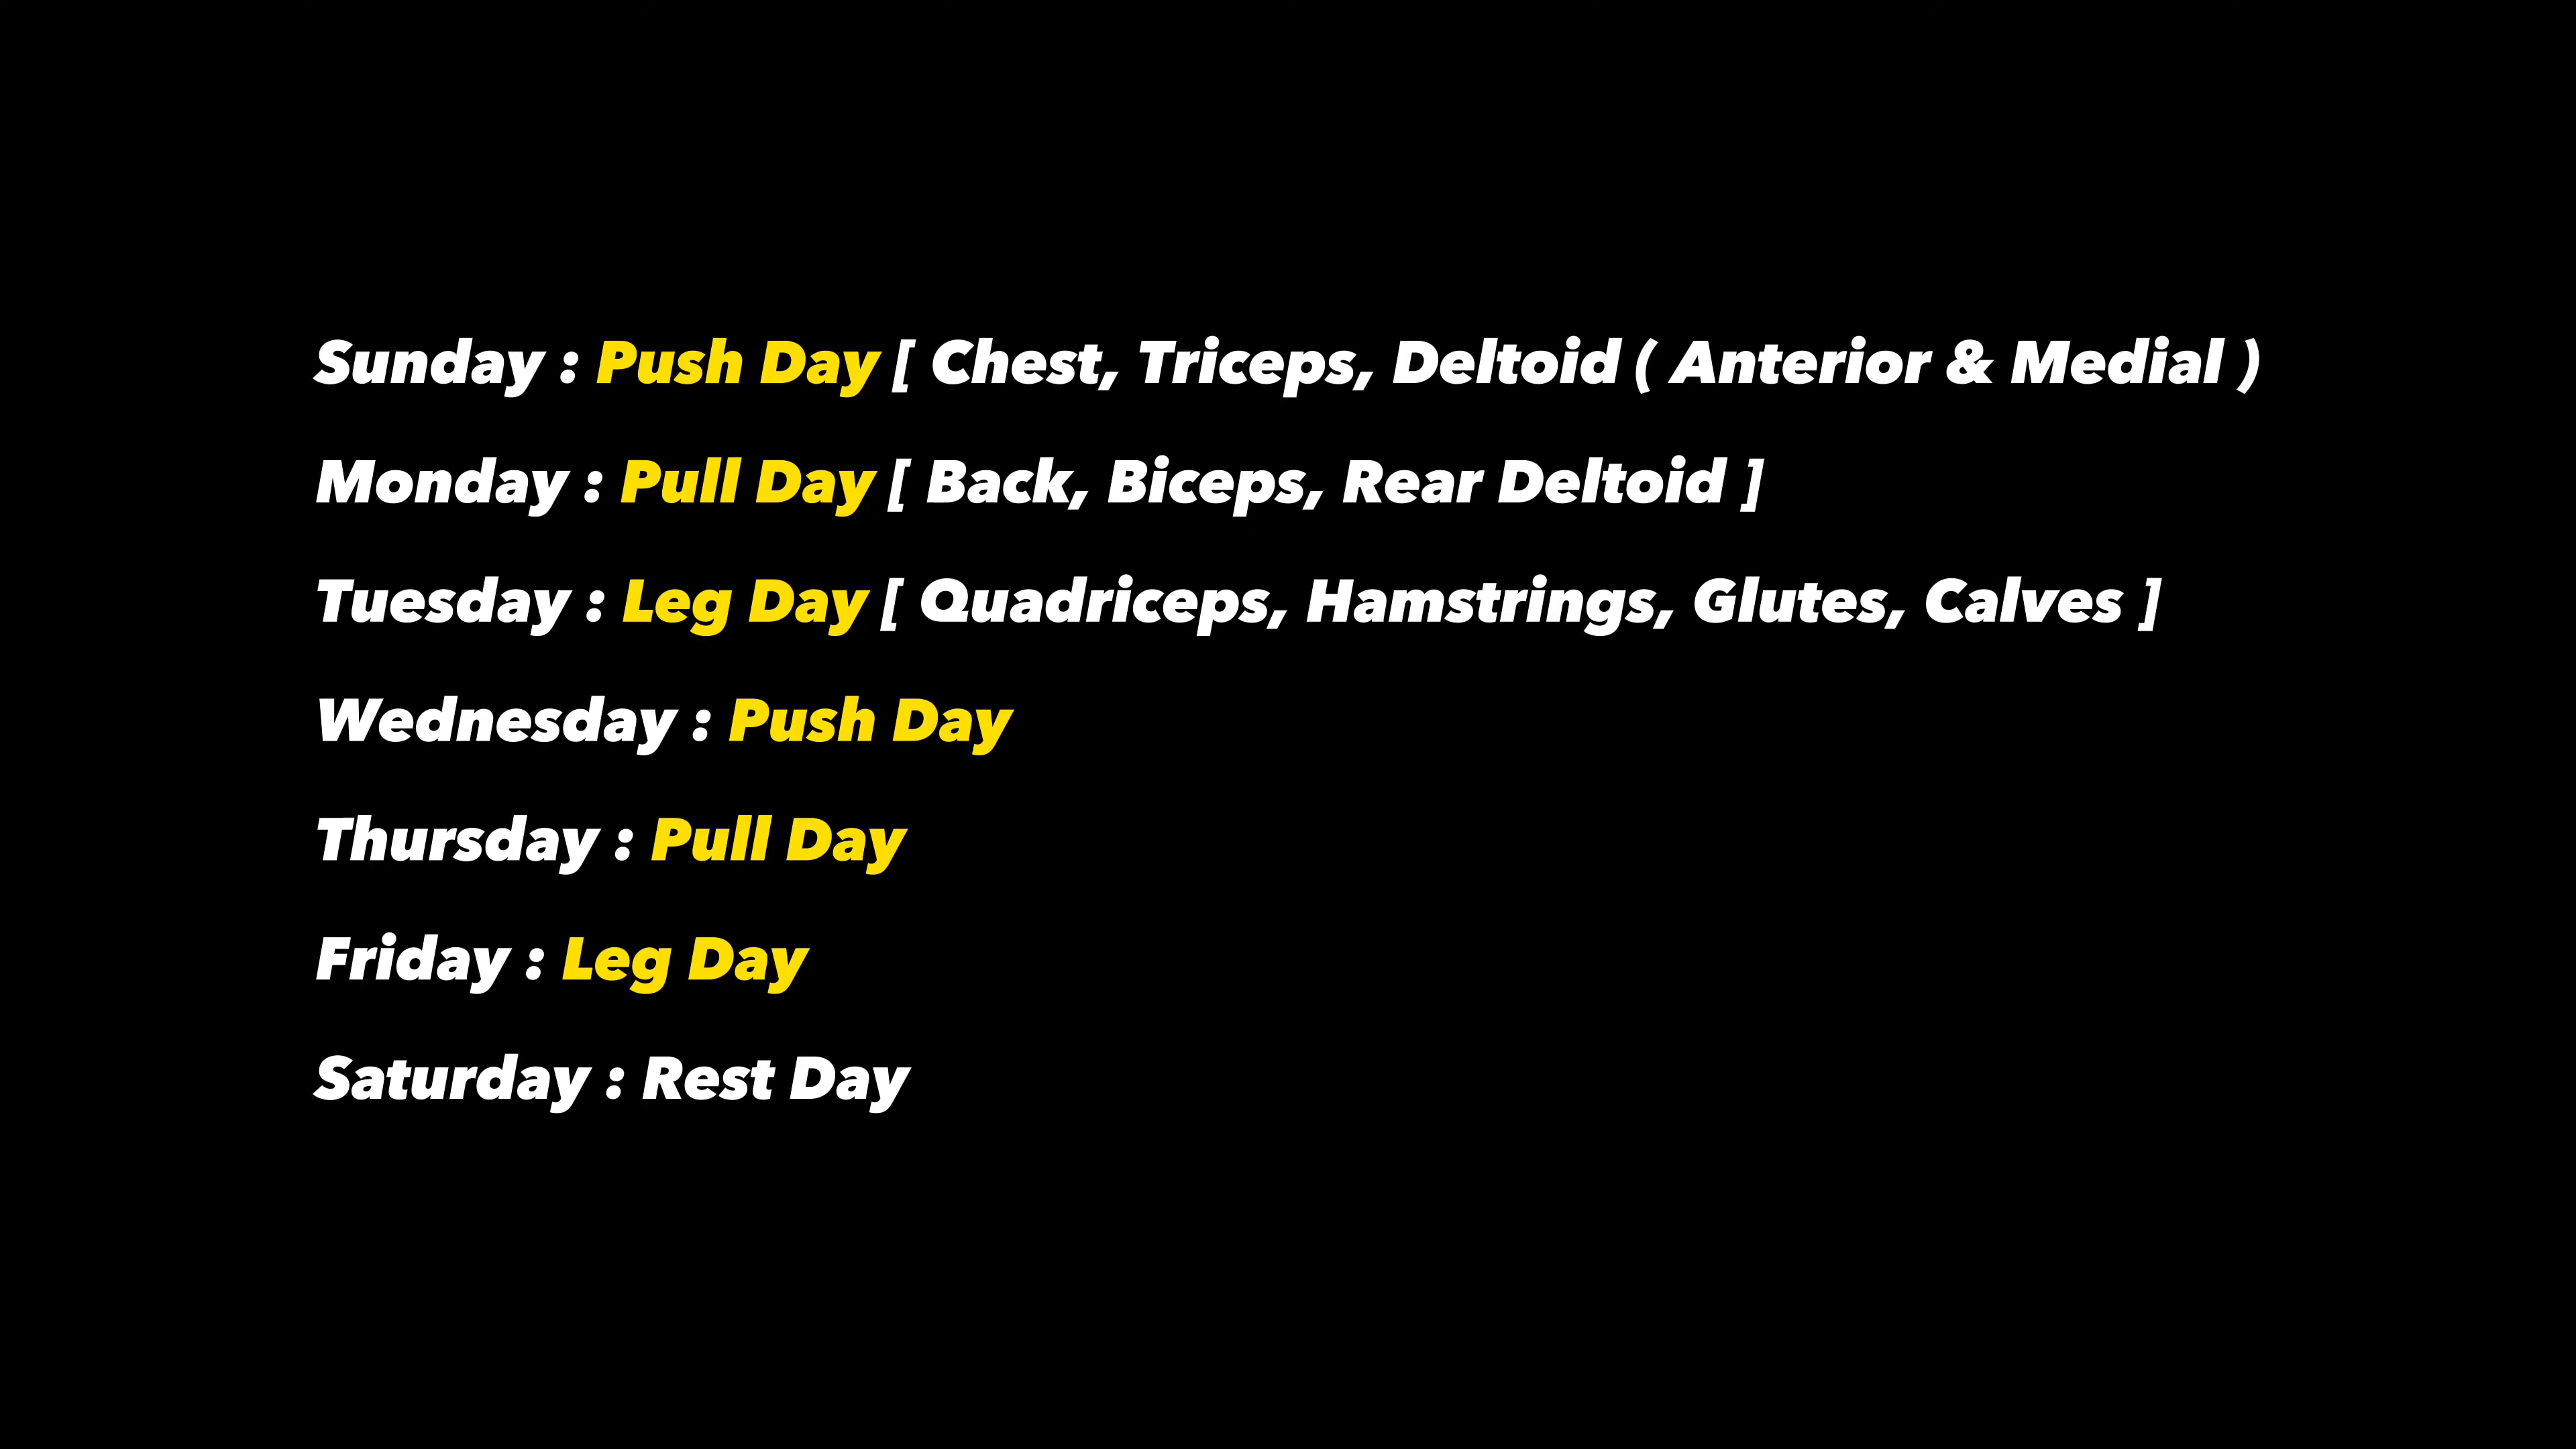 Sunday : Push Day [ Chest, Triceps, Deltoid ( Anterior & Medial )
Monday : Pull Day [ Back, Biceps, Rear Deltoid ]
Tuesday : Leg Day [ Quadriceps, Hamstrings, Glutes, Calves ]
Wednesday : Push Day
Thursday : Pull Day
Friday : Leg Day
Saturday : Rest Day